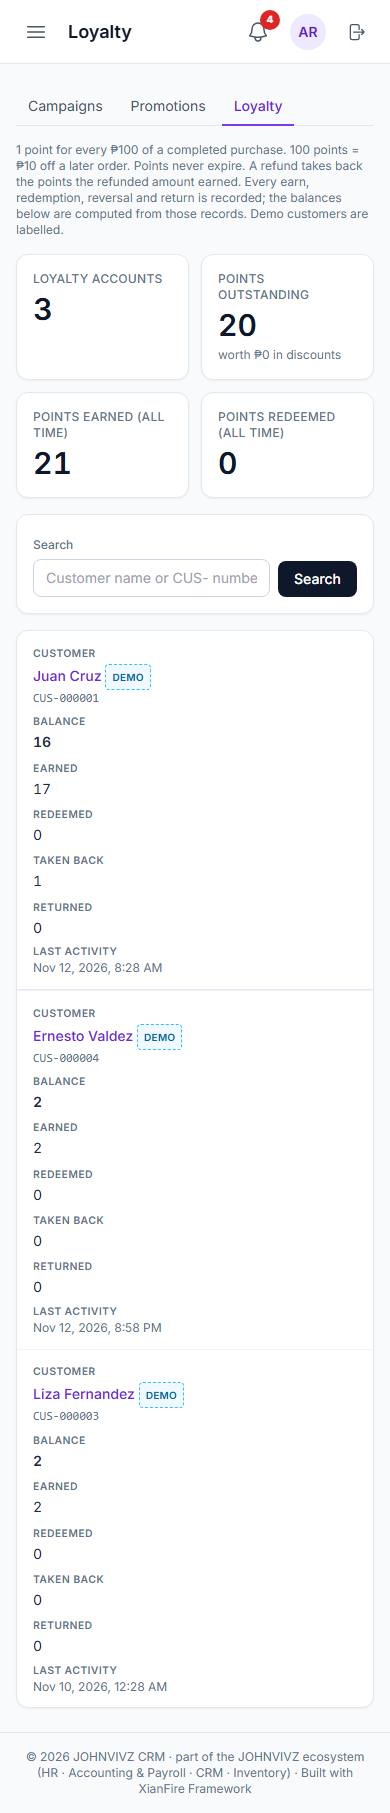 Loyalty
4
AR
Campaigns
Promotions
Loyalty
1 point for every ₱100 of a completed purchase. 100 points =
₱10 off a later order. Points never expire. A refund takes back
the points the refunded amount earned. Every earn,
redemption, reversal and return is recorded; the balances
below are computed from those records. Demo customers are
labelled.
LOYALTY ACCOUNTS
3
POINTS
OUTSTANDING
20
worth ₱0 in discounts
POINTS EARNED (ALL
TIME)
21
POINTS REDEEMED
(ALL TIME)
0
Search
Customer name or CUS- numbe
Search
CUSTOMER
Juan Cruz DEMO
CUS-000001
BALANCE
16
EARNED
17
REDEEMED
0
TAKEN BACK
1
RETURNED
0
LAST ACTIVITY
Nov 12, 2026, 8:28 AM
CUSTOMER
Ernesto Valdez DEMO
CUS-000004
BALANCE
2
EARNED
2
REDEEMED
0
TAKEN BACK
0
RETURNED
0
LAST ACTIVITY
Nov 12, 2026, 8:58 PM
CUSTOMER
Liza Fernandez DEMO
CUS-000003
BALANCE
2
EARNED
2
REDEEMED
0
TAKEN BACK
0
RETURNED
0
LAST ACTIVITY
Nov 10, 2026, 12:28 AM
© 2026 JOHNVIVZ CRM · part of the JOHNVIVZ ecosystem
(HR · Accounting & Payroll · CRM · Inventory) · Built with
XianFire Framework